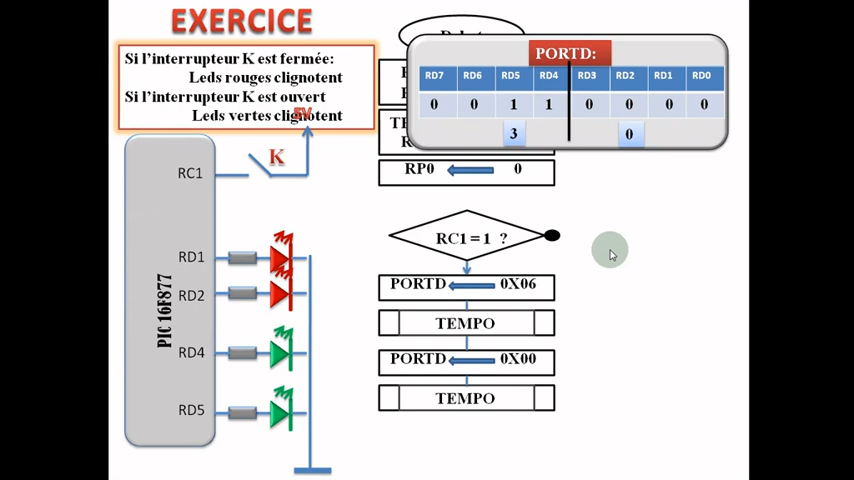 EXERCICE
Si l'interrupteur K est fermée:
Leds rouges clignotent
Si l'interrupteur K est ouvert
Leds vertes clignotent
5V
PORTD:
RD7 RD6 RD5 RD4 RD3 RD2 RD1 RD0
0 0 1 1 0 0 0 0
3 0
RP0 0
RC1
K
RC1 = 1 ?
RD1
RD2
RD4
RD5
PIC 16F877
PORTD 0X06
TEMPO
PORTD 0X00
TEMPO